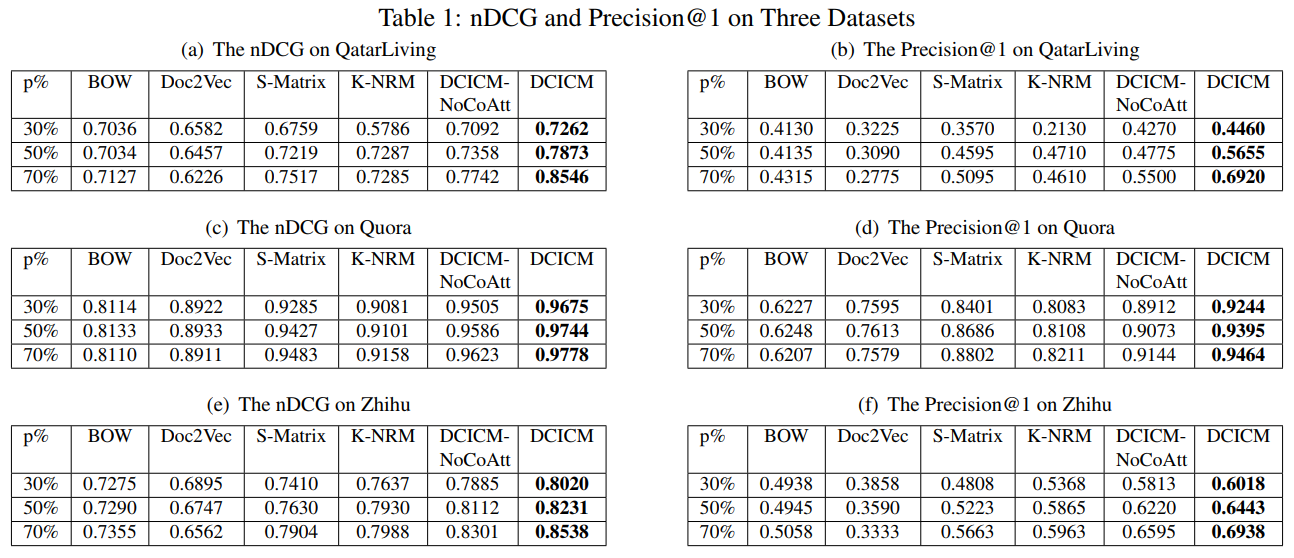 Table 1: nDCG and Precision@1 on Three Datasets
(a) The nDCG on QatarLiving
p% BOW Doc2Vec S-Matrix K-NRM DCICM- DCICM
NoCoAtt
30% 0.7036 0.6582 0.6759 0.5786 0.7092 0.7262
50% 0.7034 0.6457 0.7219 0.7287 0.7358 0.7873
70% 0.7127 0.6226 0.7517 0.7285 0.7742 0.8546
(b) The Precision@1 on QatarLiving
p% BOW Doc2Vec S-Matrix K-NRM DCICM- DCICM
NoCoAtt
30% 0.4130 0.3225 0.3570 0.2130 0.4270 0.4460
50% 0.4135 0.3090 0.4595 0.4710 0.4775 0.5655
70% 0.4315 0.2775 0.5095 0.4610 0.5500 0.6920
(c) The nDCG on Quora
p% BOW Doc2Vec S-Matrix K-NRM DCICM- DCICM
NoCoAtt
30% 0.8114 0.8922 0.9285 0.9081 0.9505 0.9675
50% 0.8133 0.8933 0.9427 0.9101 0.9586 0.9744
70% 0.8110 0.8911 0.9483 0.9158 0.9623 0.9778
(d) The Precision@1 on Quora
p% BOW Doc2Vec S-Matrix K-NRM DCICM- DCICM
NoCoAtt
30% 0.6227 0.7595 0.8401 0.8083 0.8912 0.9244
50% 0.6248 0.7613 0.8686 0.8108 0.9073 0.9395
70% 0.6207 0.7579 0.8802 0.8211 0.9144 0.9464
(e) The nDCG on Zhihu
p% BOW Doc2Vec S-Matrix K-NRM DCICM- DCICM
NoCoAtt
30% 0.7275 0.6895 0.7410 0.7637 0.7885 0.8020
50% 0.7290 0.6747 0.7630 0.7930 0.8112 0.8231
70% 0.7355 0.6562 0.7904 0.7988 0.8301 0.8538
(f) The Precision@1 on Zhihu
p% BOW Doc2Vec S-Matrix K-NRM DCICM- DCICM
NoCoAtt
30% 0.4938 0.3858 0.4808 0.5368 0.5813 0.6018
50% 0.4945 0.3590 0.5223 0.5865 0.6220 0.6443
70% 0.5058 0.3333 0.5663 0.5963 0.6595 0.6938